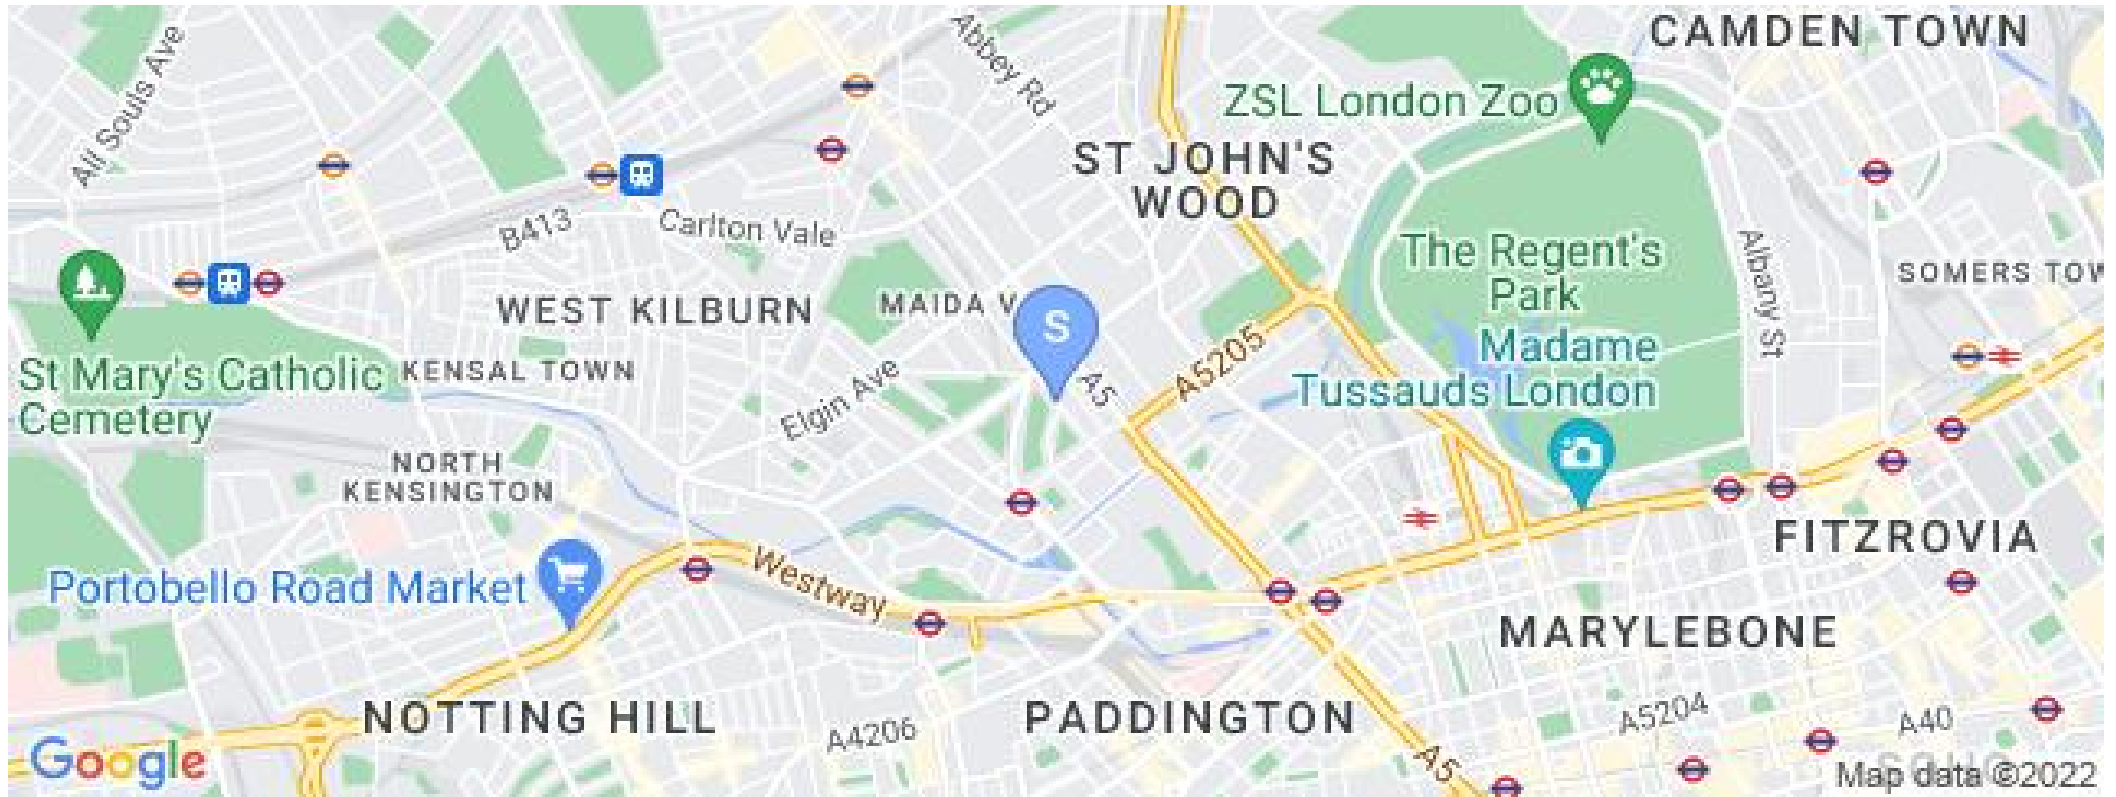 CAMDEN TOWN
All Souls Ave
Abbey Rd
ZSL London Zoo
ST JOHN'S
WOOD
B413
Carlton Vale
The Regent's
Park
Albany St
SOMERS TOW
WEST KILBURN
MAIDA V
S
Madame
Tussauds London
A5205
A5
St Mary's Catholic
Cemetery
KENSAL TOWN
Elgin Ave
NORTH
KENSINGTON
FITZROVIA
Portobello Road Market
Westway
MARYLEBONE
NOTTING HILL
PADDINGTON
A4206
A5204
A40
A5
Google
Map data ©2022